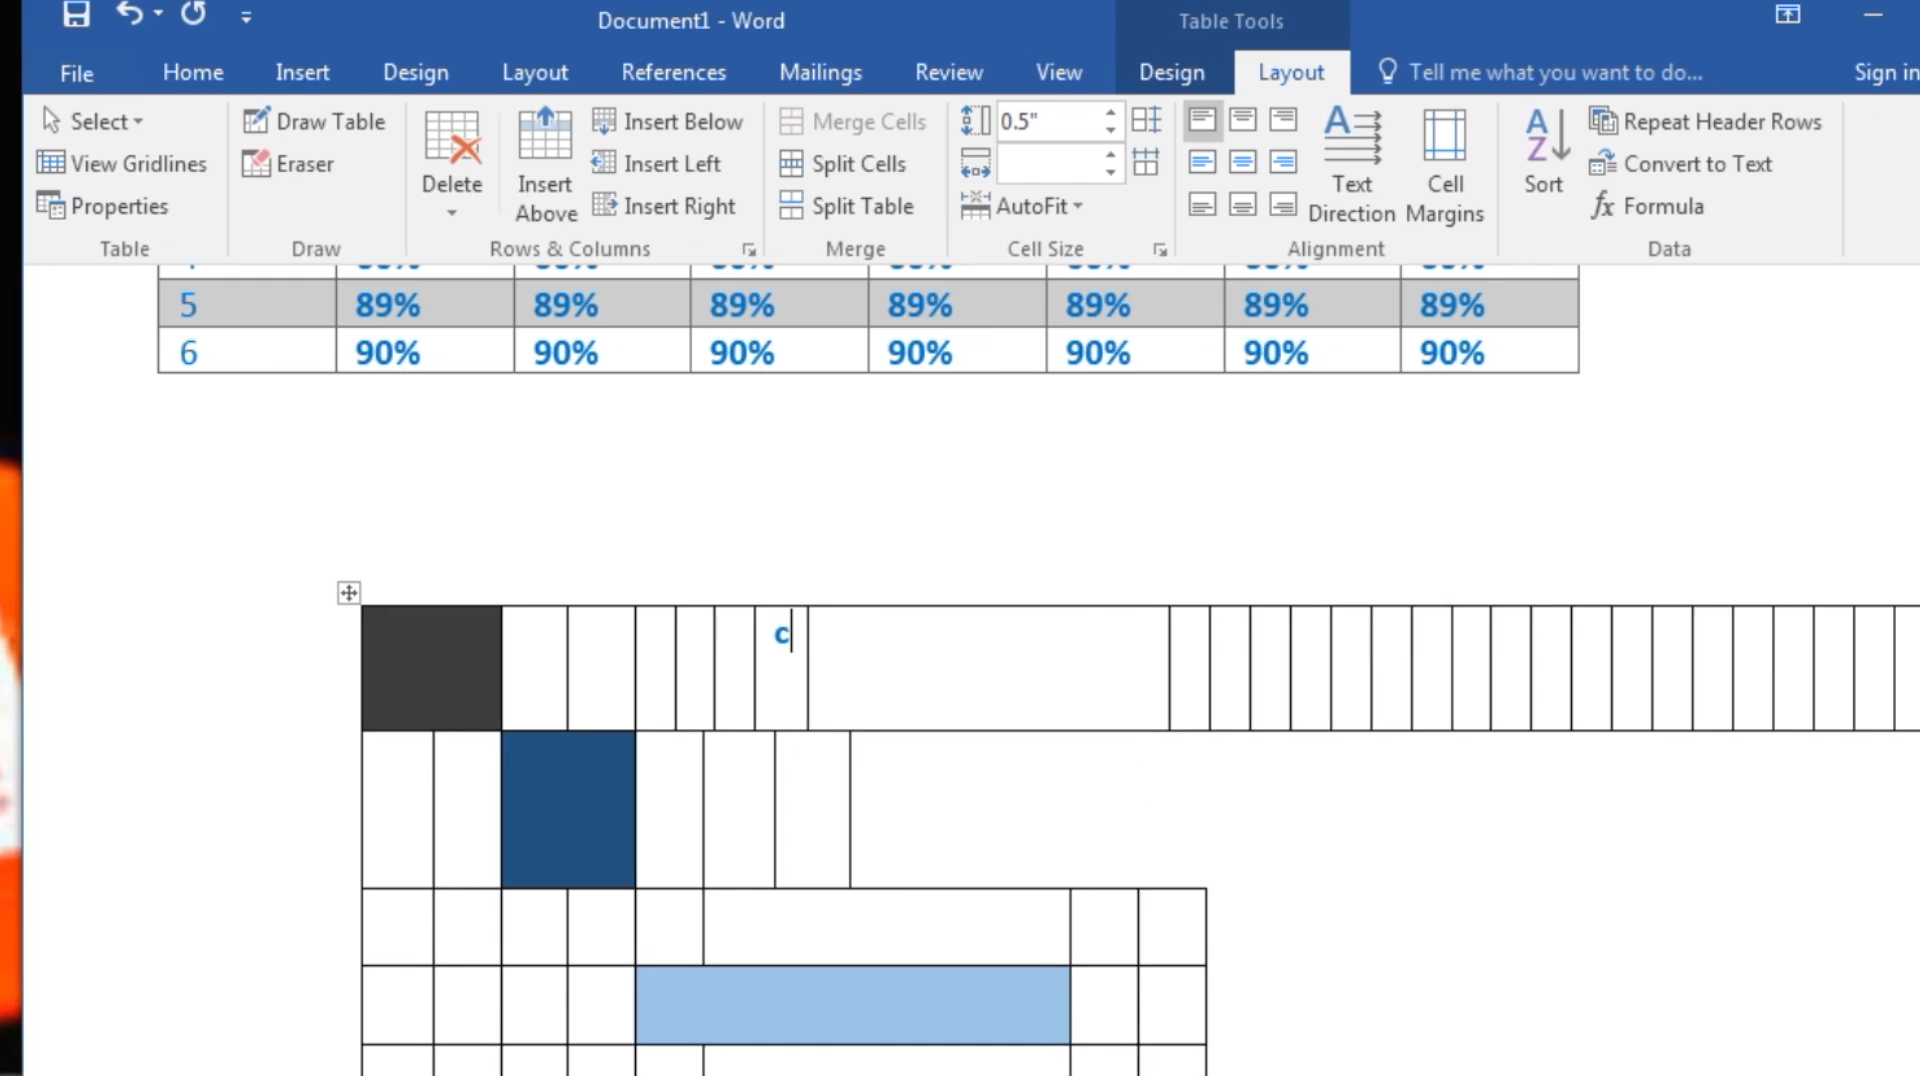 Document1 - Word
Table Tools
File Home Insert Design Layout References Mailings Review View Design Layout Tell me what you want to do... Sign in
Select Draw Table Insert Below Merge Cells 0.5" Repeat Header Rows
View Gridlines Eraser Insert Left Split Cells Convert to Text
Delete Insert Above Text Direction Cell Margins Sort
Properties Insert Right Split Table AutoFit Formula
Table Draw Rows & Columns Merge Cell Size Alignment Data
5 89% 89% 89% 89% 89% 89% 89%
6 90% 90% 90% 90% 90% 90% 90%
c